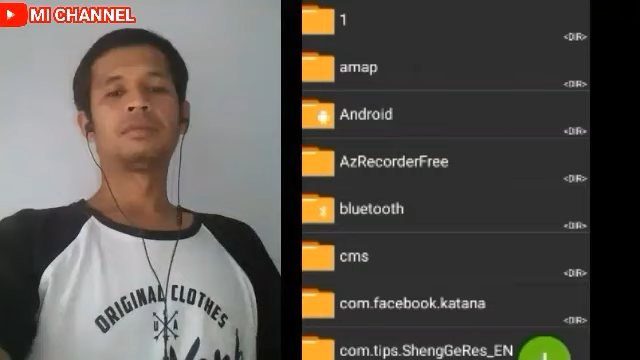 MI CHANNEL
ORIGINAL CLOTHES
U A
1
<DIR>
amap
<DIR>
Android
<DIR>
AzRecorderFree
<DIR>
bluetooth
<DIR>
cms
<DIR>
com.facebook.katana
<DIR>
com.tips.ShengGeRes_EN